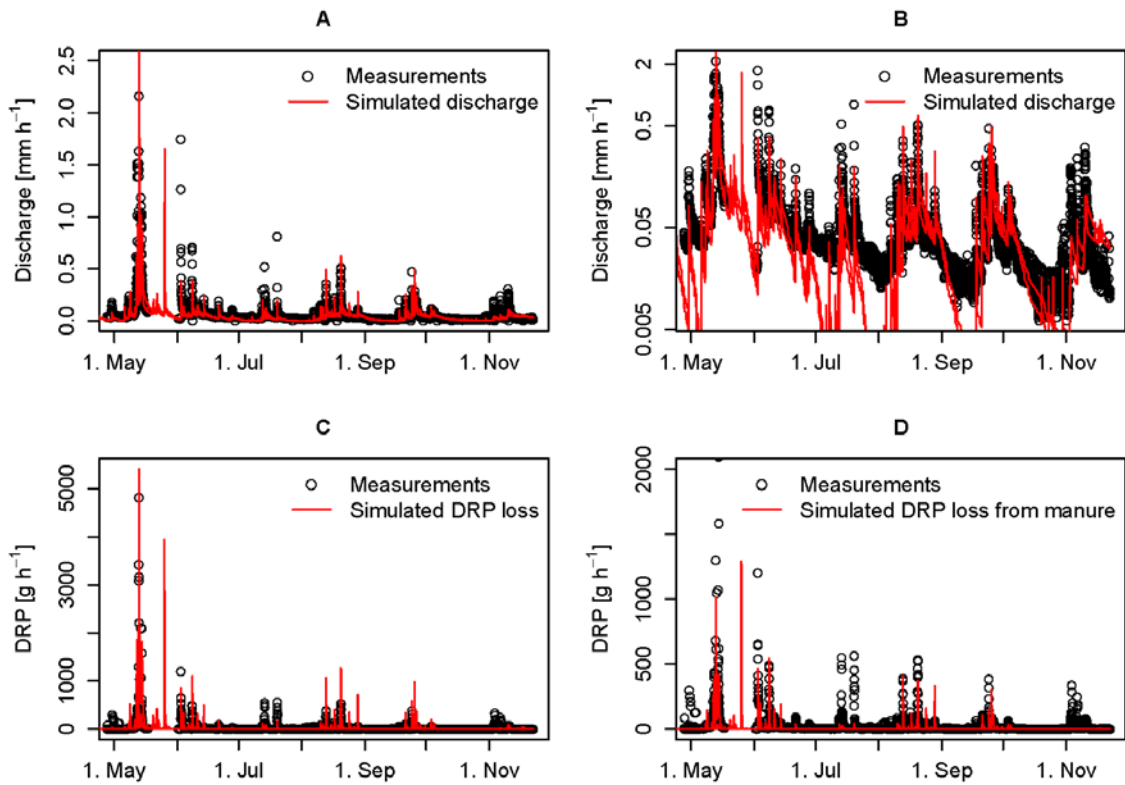 A
Discharge [mm h⁻¹]
2.5
2.0
1.5
1.0
0.5
0.0
Measurements
Simulated discharge
1. May
1. Jul
1. Sep
1. Nov
B
Discharge [mm h⁻¹]
2
0.5
0.05
0.005
Measurements
Simulated discharge
1. May
1. Jul
1. Sep
1. Nov
C
DRP [g h⁻¹]
5000
3000
1000
0
Measurements
Simulated DRP loss
1. May
1. Jul
1. Sep
1. Nov
D
DRP [g h⁻¹]
2000
1000
500
0
Measurements
Simulated DRP loss from manure
1. May
1. Jul
1. Sep
1. Nov